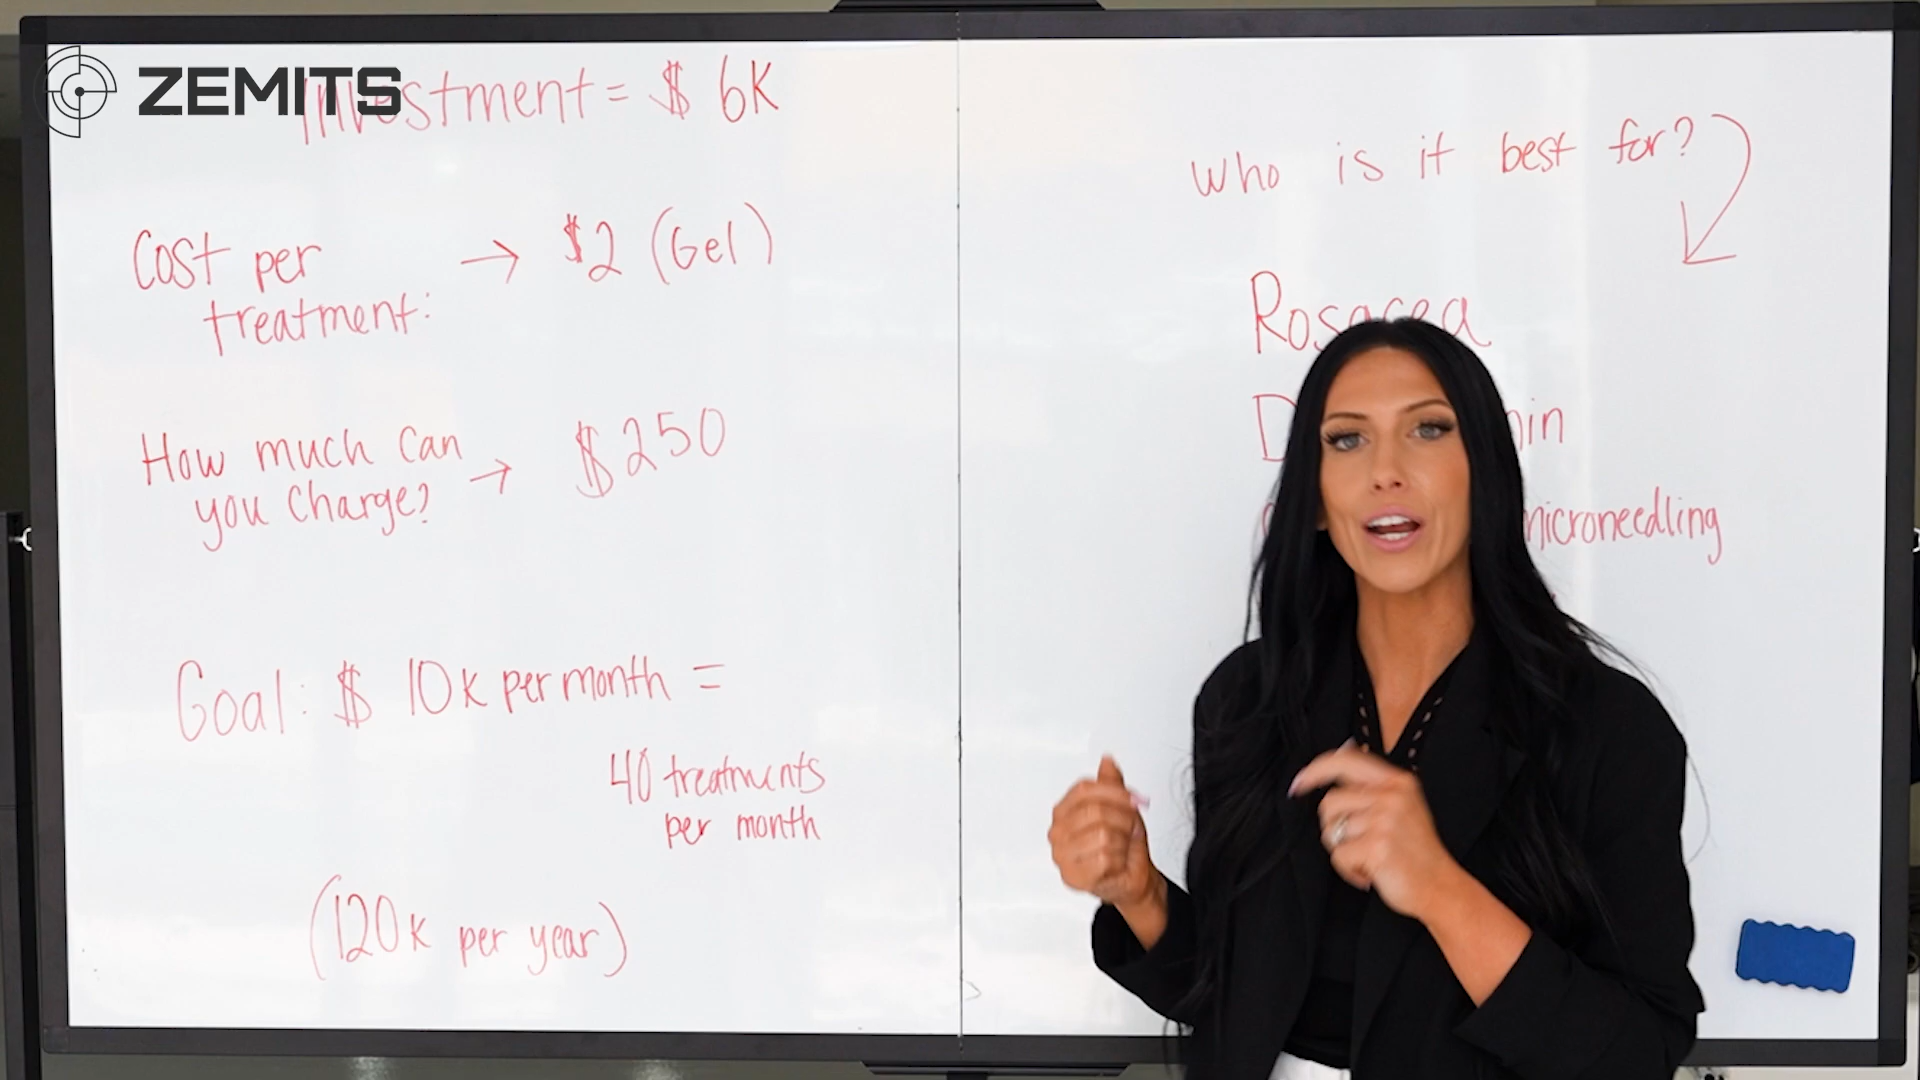 ZEMITS
Investment = $ 6K
Cost per
treatment:
→ $2 (Gel)
How much can
you charge?
→ $250
Goal: $ 10k per month =
40 treatments
per month
(120k per year)
Who is it best for?
Rosacea
microneedling